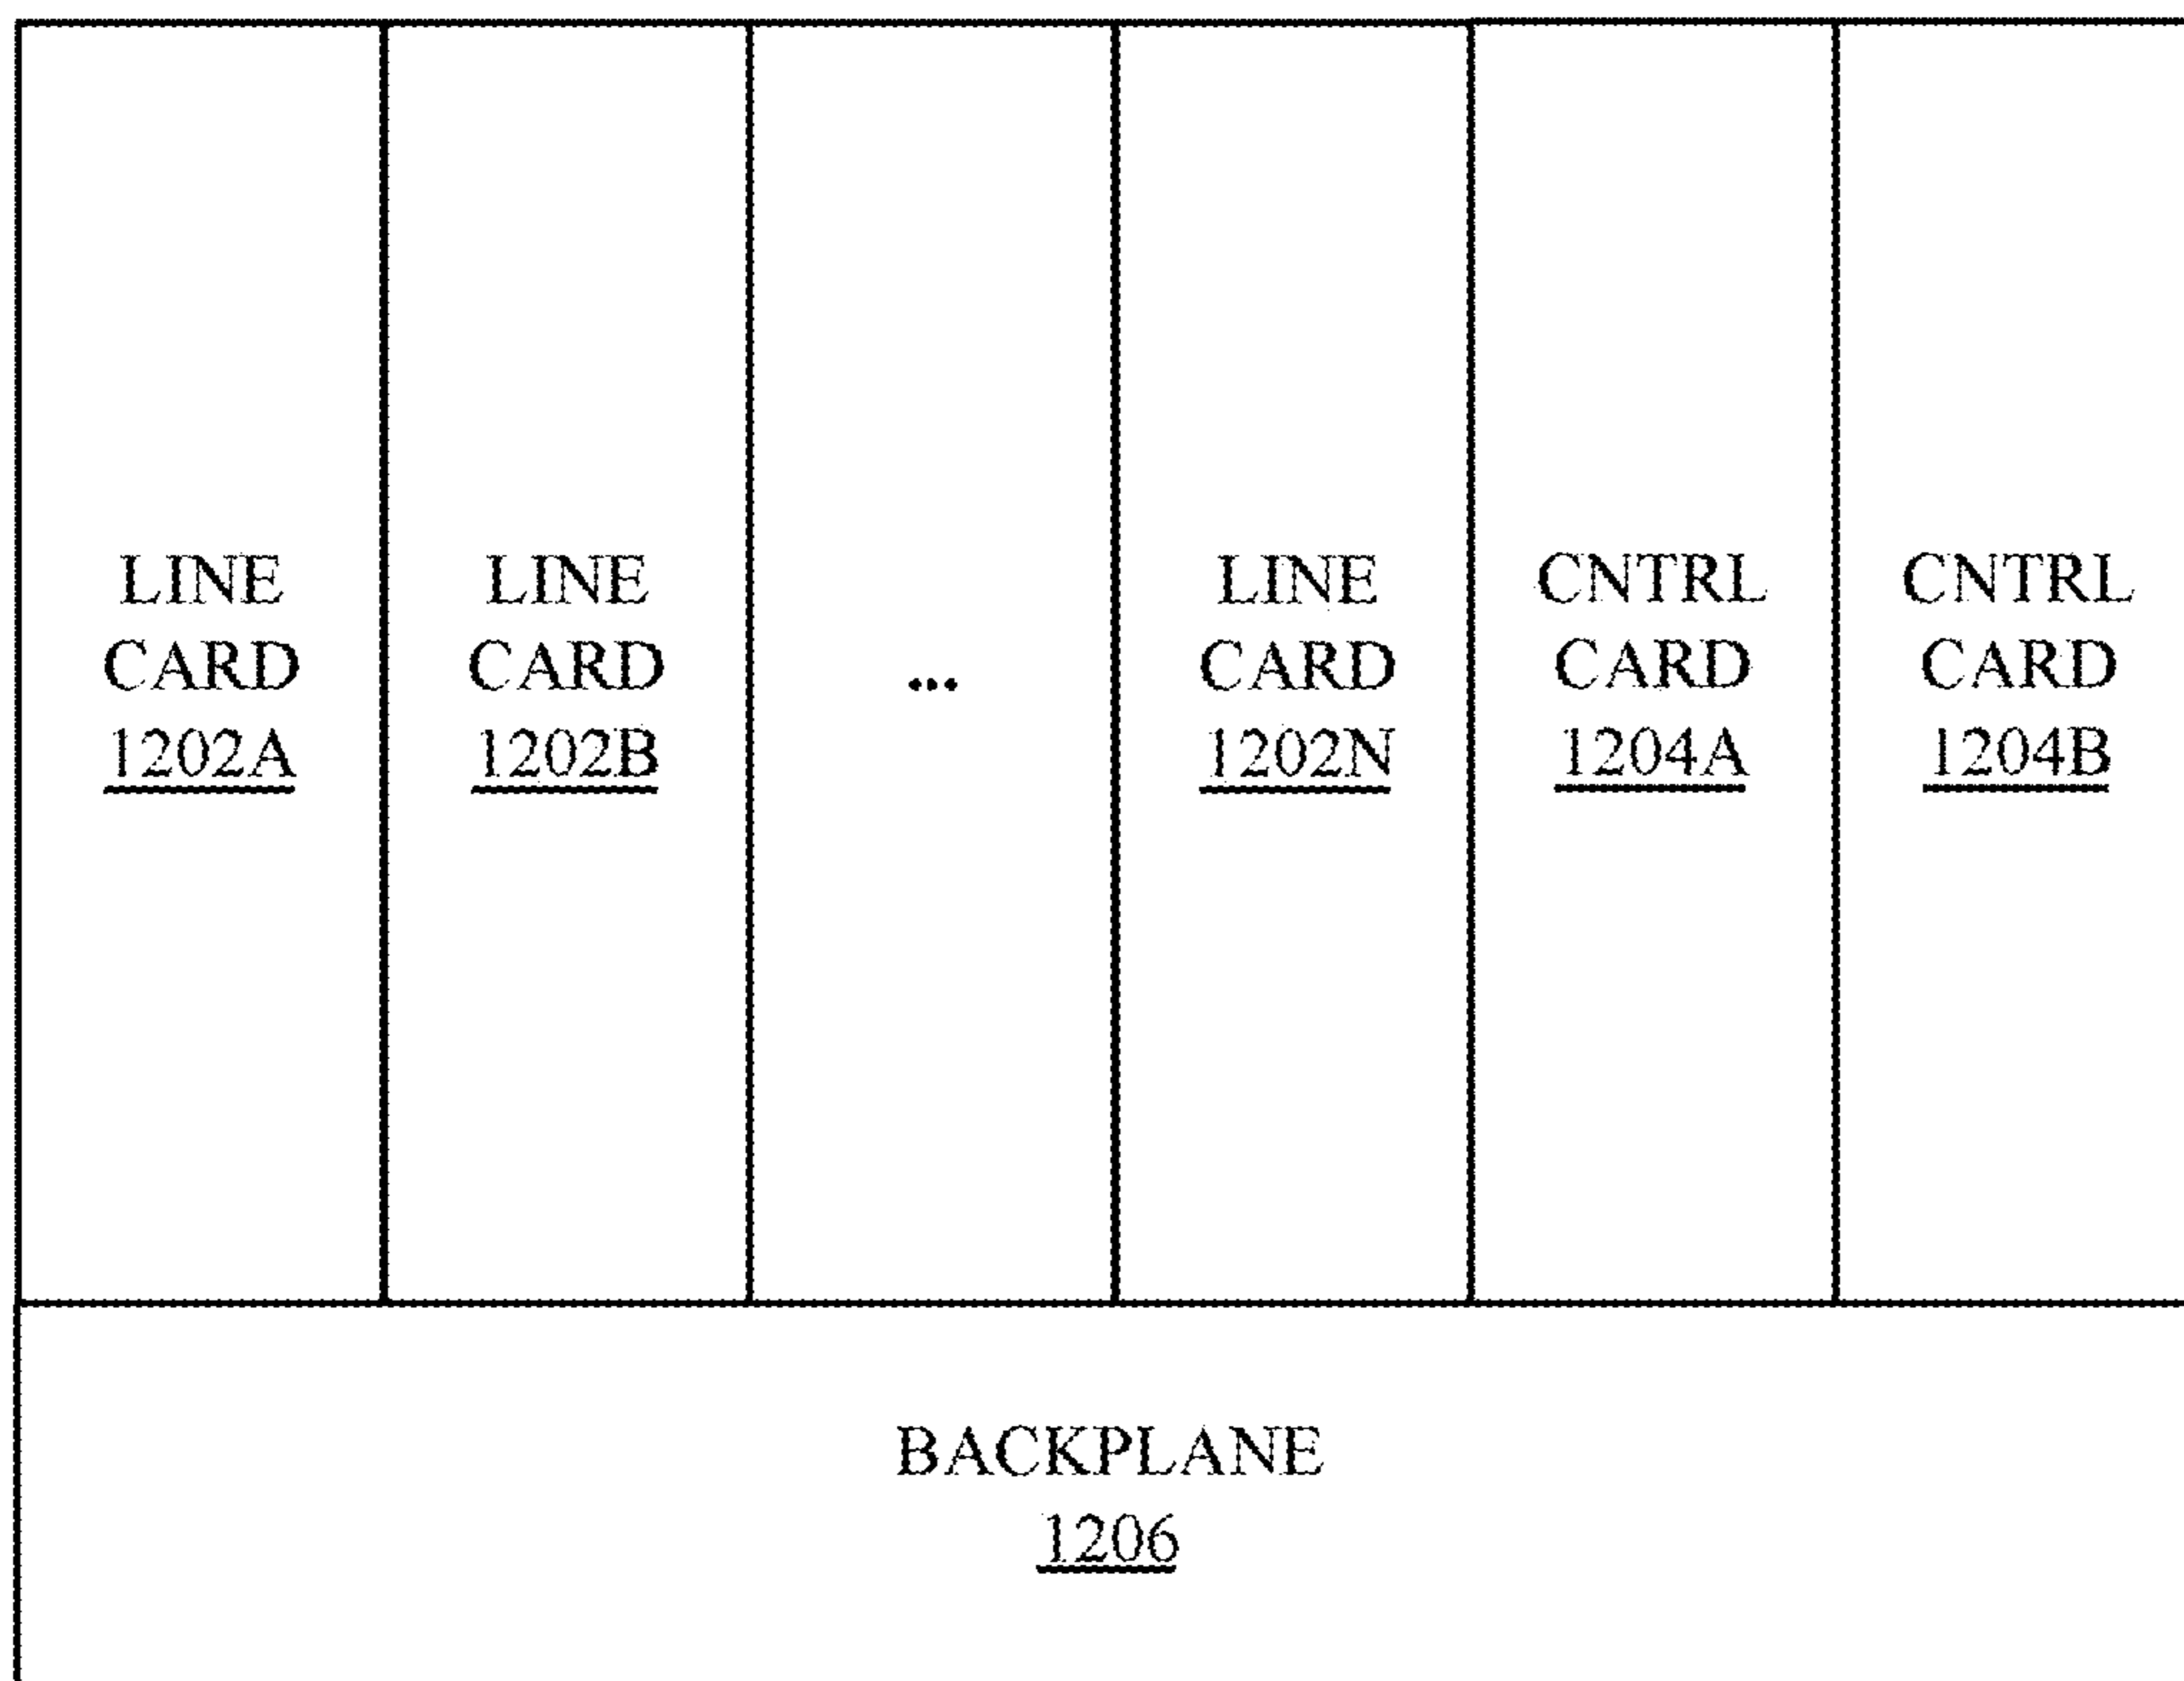 LINE
CARD
1202A
LINE
CARD
1202B
...
LINE
CARD
1202N
CNTRL
CARD
1204A
CNTRL
CARD
1204B
BACKPLANE
1206